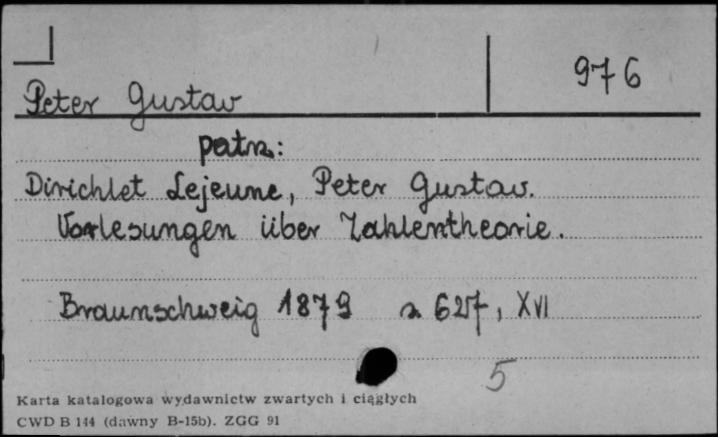 976
Peter Gustav
patrz:
Dirichlet Lejeune, Peter Gustav.
Vorlesungen über Zahlentheorie.
Braunschweig 1879 s. 627, XVI
5
Karta katalogowa wydawnictw zwartych i ciągłych
CWD B 144 (dawny B-15b). ZGG 91